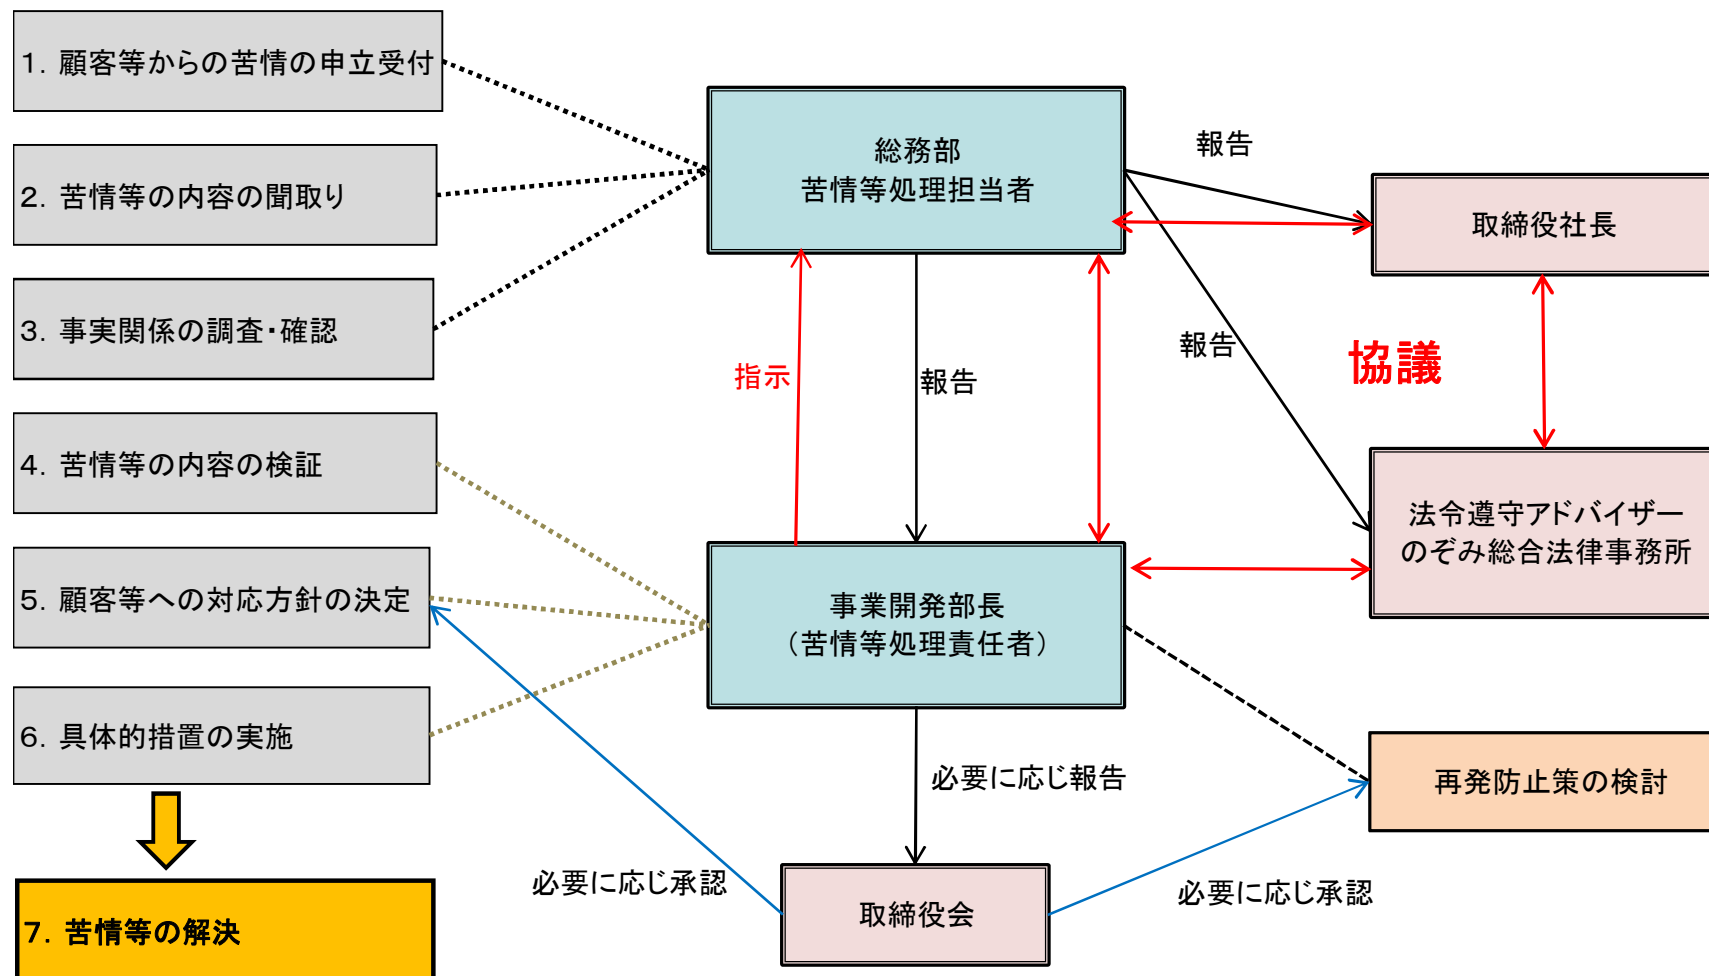 1．顧客等からの苦情の申立受付
2．苦情等の内容の聞取り
3．事実関係の調査・確認
4．苦情等の内容の検証
5．顧客等への対応方針の決定
6．具体的措置の実施
7．苦情等の解決
総務部
苦情等処理担当者
報告
取締役社長
報告
協議
指示
報告
法令遵守アドバイザー
のぞみ総合法律事務所
事業開発部長
（苦情等処理責任者）
必要に応じ報告
再発防止策の検討
必要に応じ承認
取締役会
必要に応じ承認